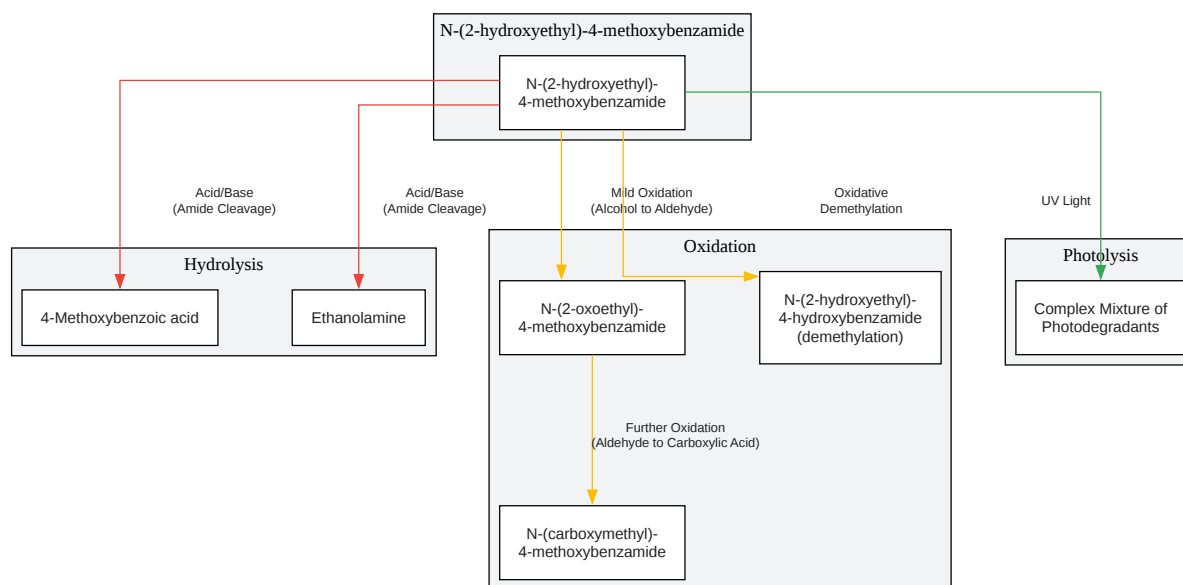 N-(2-hydroxyethyl)-4-methoxybenzamide
N-(2-hydroxyethyl)-
4-methoxybenzamide
Acid/Base
(Amide Cleavage)
Acid/Base
(Amide Cleavage)
Mild Oxidation
(Alcohol to Aldehyde)
Oxidative
Demethylation
UV Light
Hydrolysis
4-Methoxybenzoic acid
Ethanolamine
Oxidation
N-(2-oxoethyl)-
4-methoxybenzamide
N-(2-hydroxyethyl)-
4-hydroxybenzamide
(demethylation)
Photolysis
Complex Mixture of
Photodegradants
Further Oxidation
(Aldehyde to Carboxylic Acid)
N-(carboxymethyl)-
4-methoxybenzamide